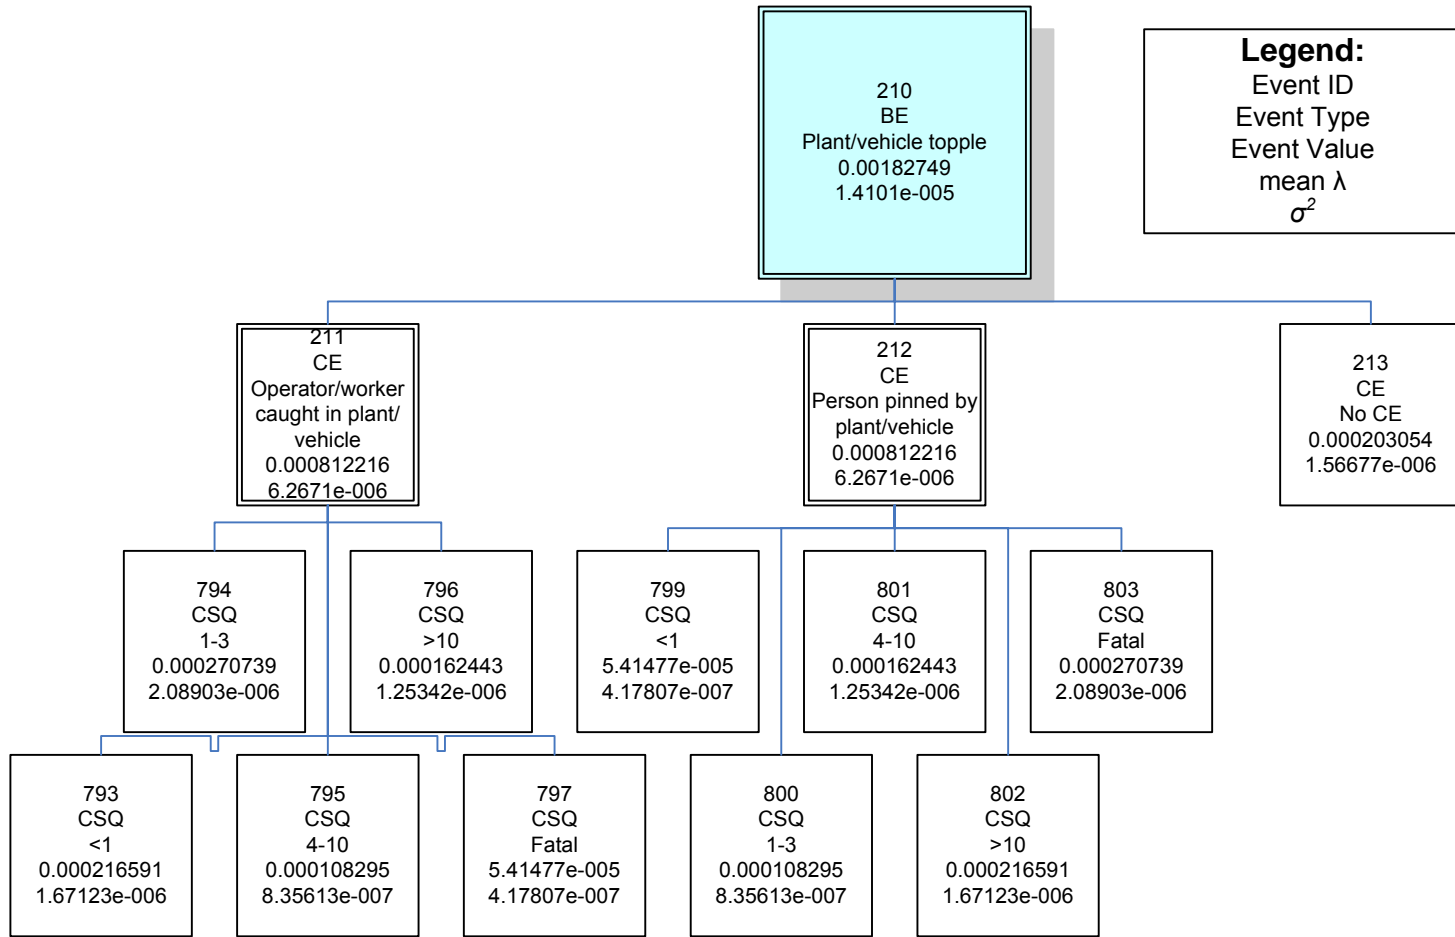 210
BE
Plant/vehicle topple
0.00182749
1.4101e-005
Legend:
Event ID
Event Type
Event Value
mean λ
σ²
211
CE
Operator/worker
caught in plant/
vehicle
0.000812216
6.2671e-006
212
CE
Person pinned by
plant/vehicle
0.000812216
6.2671e-006
213
CE
No CE
0.000203054
1.56677e-006
794
CSQ
1-3
0.000270739
2.08903e-006
796
CSQ
>10
0.000162443
1.25342e-006
799
CSQ
<1
5.41477e-005
4.17807e-007
801
CSQ
4-10
0.000162443
1.25342e-006
803
CSQ
Fatal
0.000270739
2.08903e-006
793
CSQ
<1
0.000216591
1.67123e-006
795
CSQ
4-10
0.000108295
8.35613e-007
797
CSQ
Fatal
5.41477e-005
4.17807e-007
800
CSQ
1-3
0.000108295
8.35613e-007
802
CSQ
>10
0.000216591
1.67123e-006